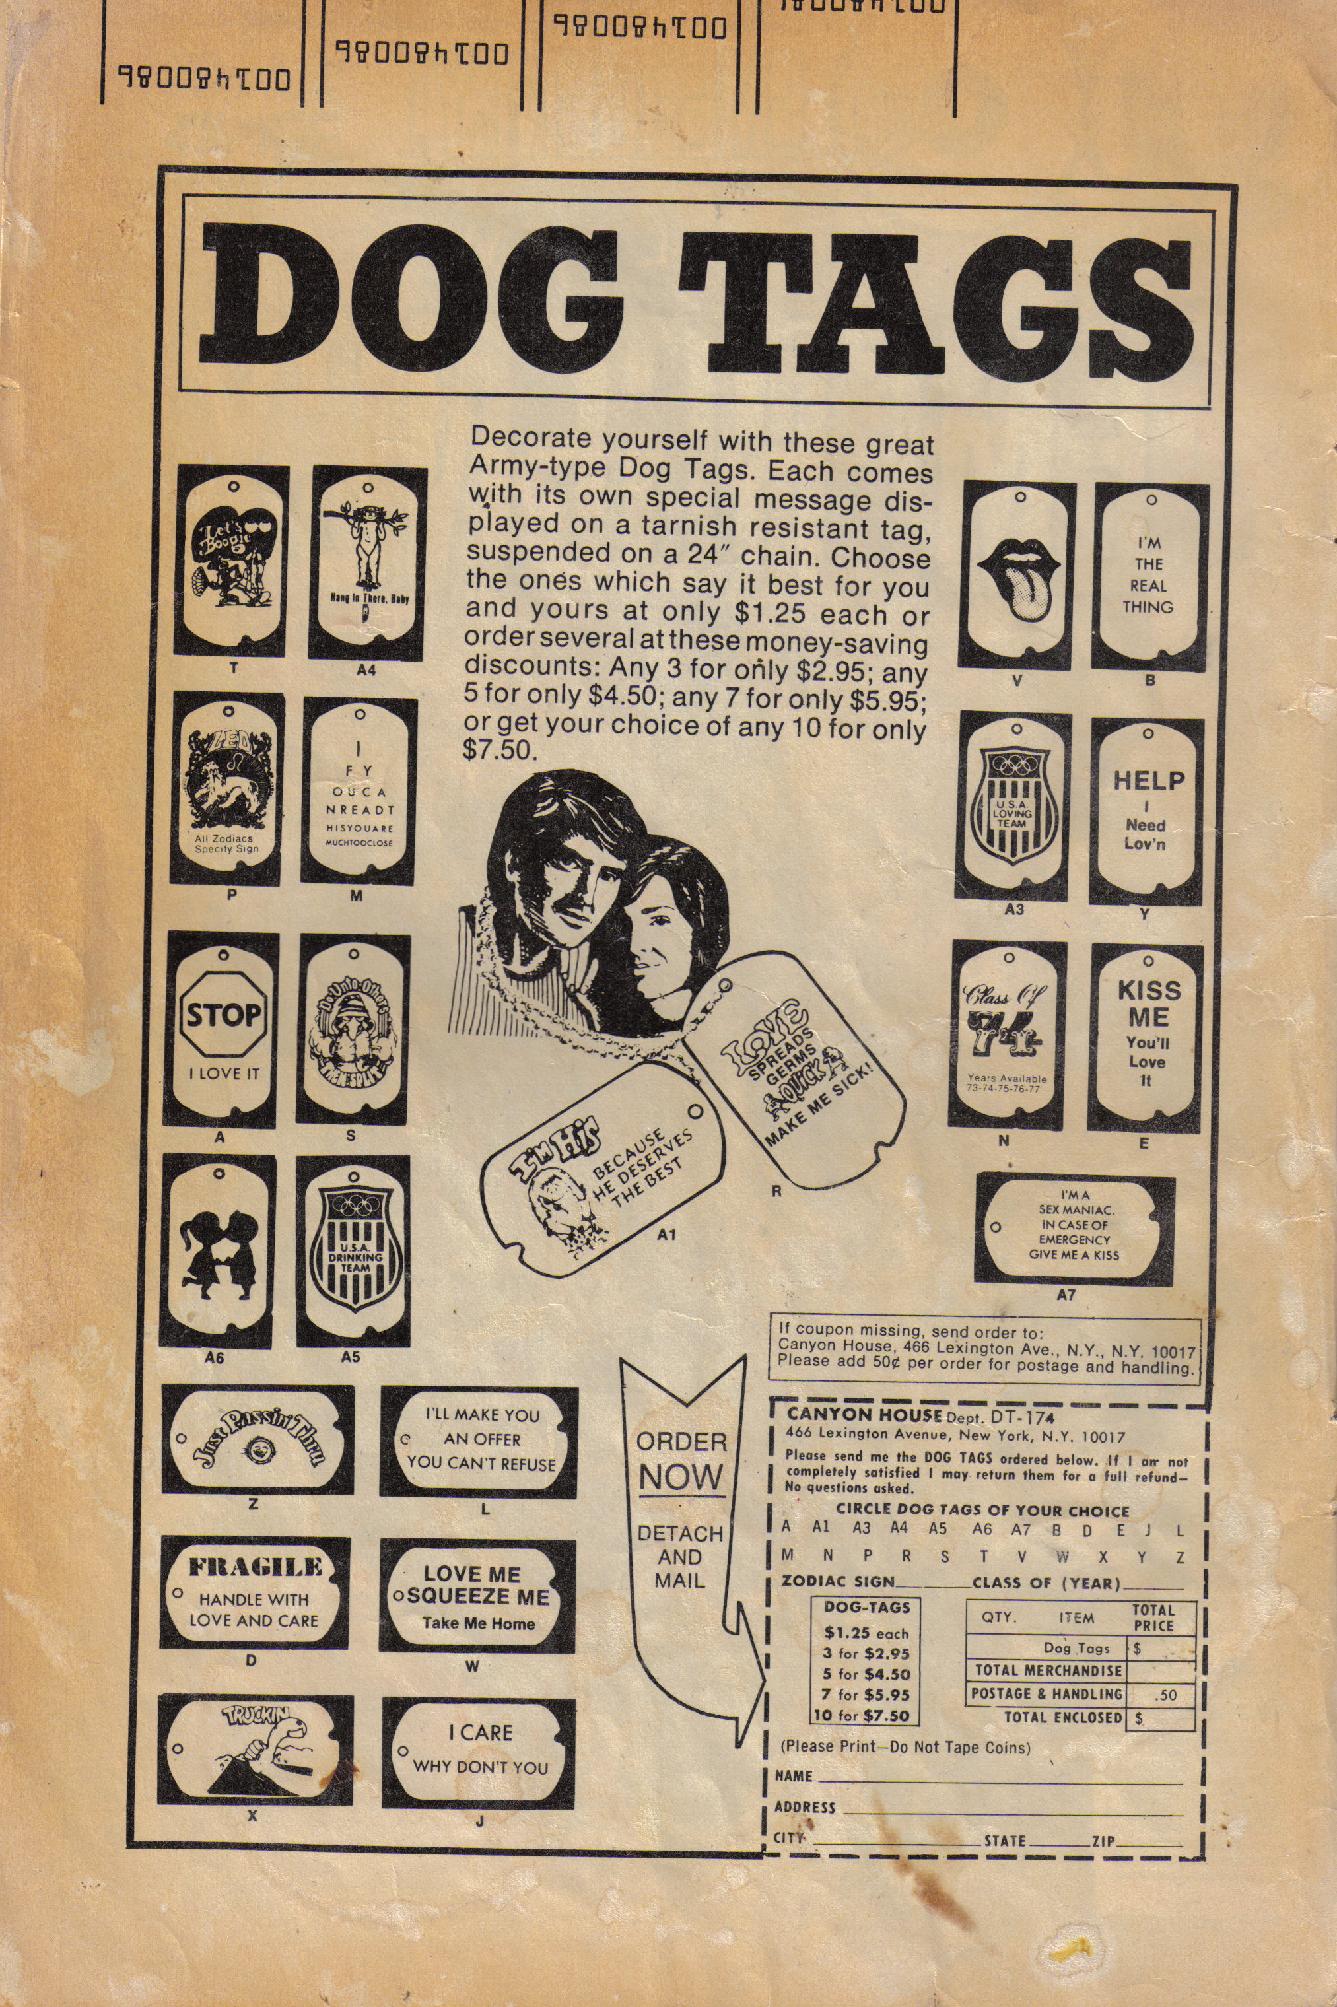 00148006
00148006
00148006
00148006
DOG TAGS
Decorate yourself with these great
Army-type Dog Tags. Each comes
with its own special message dis-
played on a tarnish resistant tag,
suspended on a 24″ chain. Choose
the ones which say it best for you
and yours at only $1.25 each or
order several at these money-saving
discounts: Any 3 for only $2.95; any
5 for only $4.50; any 7 for only $5.95;
or get your choice of any 10 for only
$7.50.
Let's
Boogie
T
Hang In There, Baby
A4
LEO
All Zodiacs
Specify Sign
P
I
F Y
O U C A
N R E A D T
HISYOUARE
MUCHTOOCLOSE
M
STOP
I LOVE IT
A
Do Unto Others
Then Split
S
A6
U.S.A.
DRINKING
TEAM
A5
V
I'M
THE
REAL
THING
B
U.S.A.
LOVING
TEAM
A3
HELP
I
Need
Lov'n
Y
Class Of
74
Years Available
73-74-75-76-77
N
KISS
ME
You'll
Love
It
E
LOVE
SPREADS
GERMS
MAKE ME SICK!
R
I'm His
BECAUSE
HE DESERVES
THE BEST
A1
I'M A
SEX MANIAC.
IN CASE OF
EMERGENCY
GIVE ME A KISS
A7
Just Passin Thru
Z
I'LL MAKE YOU
AN OFFER
YOU CAN'T REFUSE
L
FRAGILE
HANDLE WITH
LOVE AND CARE
D
LOVE ME
SQUEEZE ME
Take Me Home
W
TRUCKIN
X
I CARE
WHY DON'T YOU
J
ORDER
NOW
DETACH
AND
MAIL
If coupon missing, send order to:
Canyon House, 466 Lexington Ave., N.Y., N.Y. 10017
Please add 50¢ per order for postage and handling.
CANYON HOUSE Dept. DT-174
466 Lexington Avenue, New York, N.Y. 10017
Please send me the DOG TAGS ordered below. If I am not
completely satisfied I may return them for a full refund—
No questions asked.
CIRCLE DOG TAGS OF YOUR CHOICE
A A1 A3 A4 A5 A6 A7 B D E J L
M N P R S T V W X Y Z
ZODIAC SIGN CLASS OF (YEAR)
DOG-TAGS
$1.25 each
3 for $2.95
5 for $4.50
7 for $5.95
10 for $7.50
QTY. ITEM TOTAL PRICE
Dog Tags $
TOTAL MERCHANDISE
POSTAGE & HANDLING .50
TOTAL ENCLOSED $
(Please Print—Do Not Tape Coins)
NAME
ADDRESS
CITY STATE ZIP